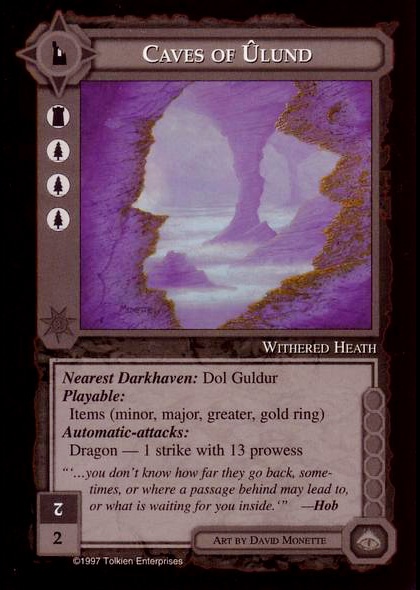 CAVES OF ÛLUND
MONETTE
WITHERED HEATH
Nearest Darkhaven: Dol Guldur
Playable:
Items (minor, major, greater, gold ring)
Automatic-attacks:
Dragon — 1 strike with 13 prowess
“‘...you don't know how far they go back, some-
times, or where a passage behind may lead to,
or what is waiting for you inside.’” —Hob
2
2
ART BY DAVID MONETTE
©1997 Tolkien Enterprises